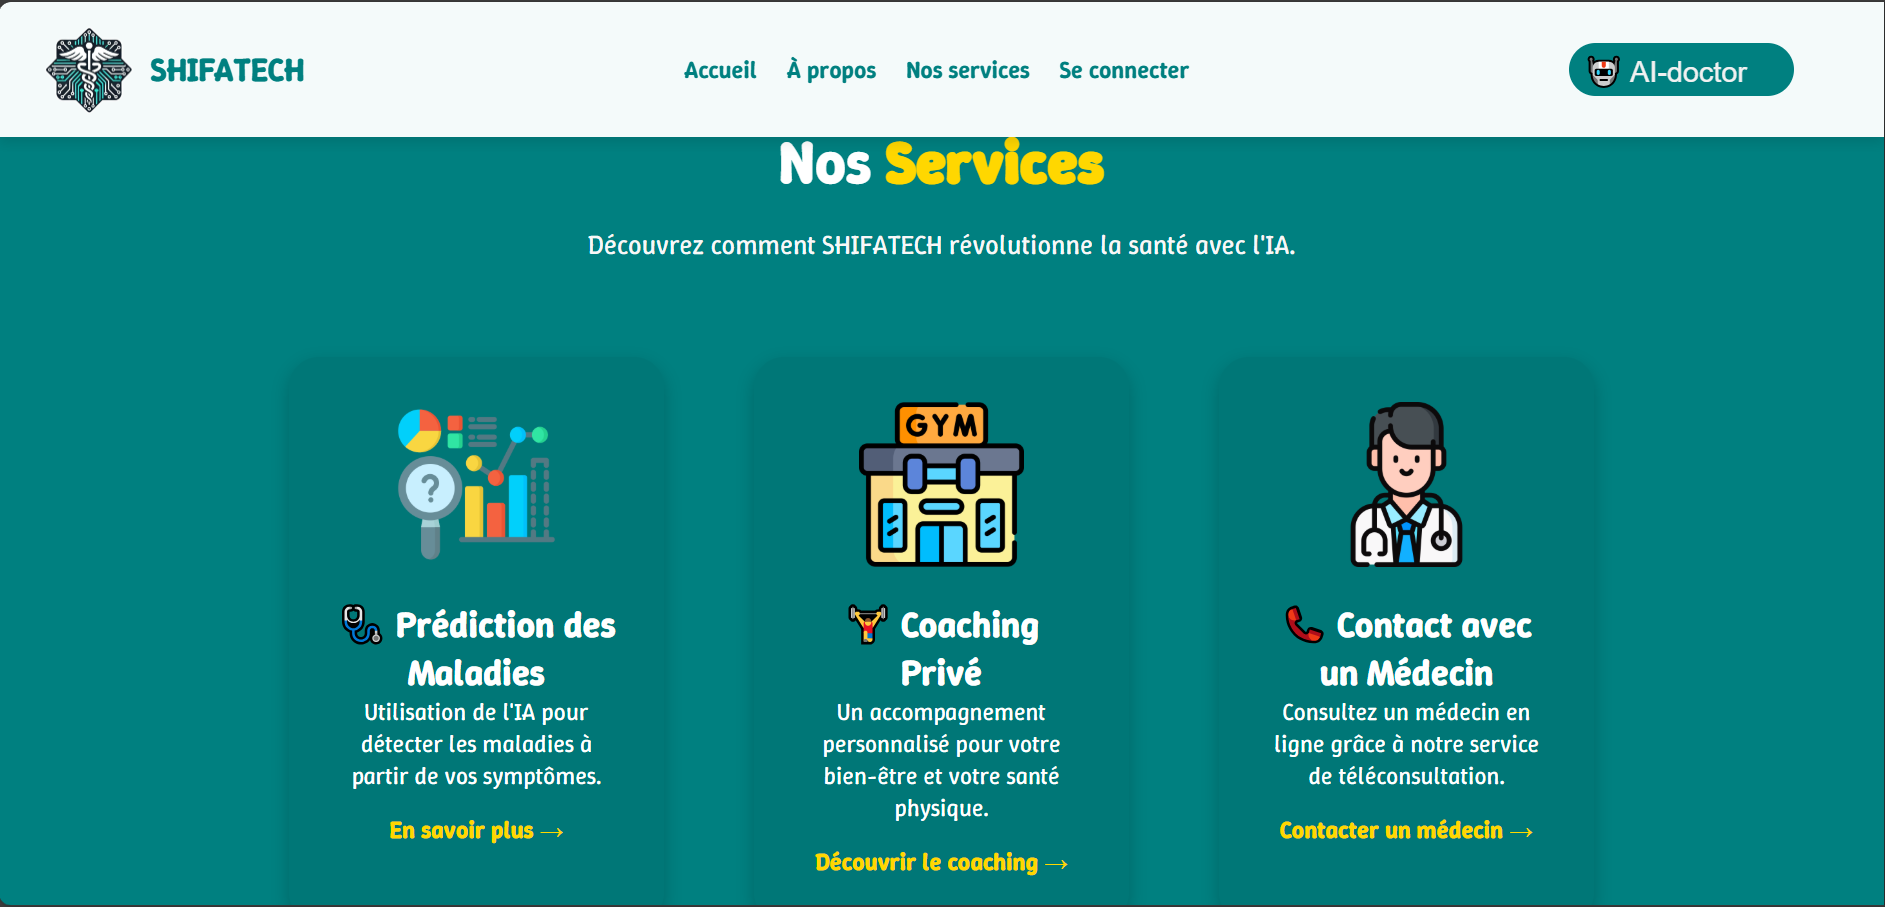 SHIFATECH
Accueil À propos Nos services Se connecter
AI-doctor
Nos Services
Découvrez comment SHIFATECH révolutionne la santé avec l'IA.
?
Prédiction des
Maladies
Utilisation de l'IA pour
détecter les maladies à
partir de vos symptômes.
En savoir plus →
GYM
Coaching
Privé
Un accompagnement
personnalisé pour votre
bien-être et votre santé
physique.
Découvrir le coaching →
Contact avec
un Médecin
Consultez un médecin en
ligne grâce à notre service
de téléconsultation.
Contacter un médecin →